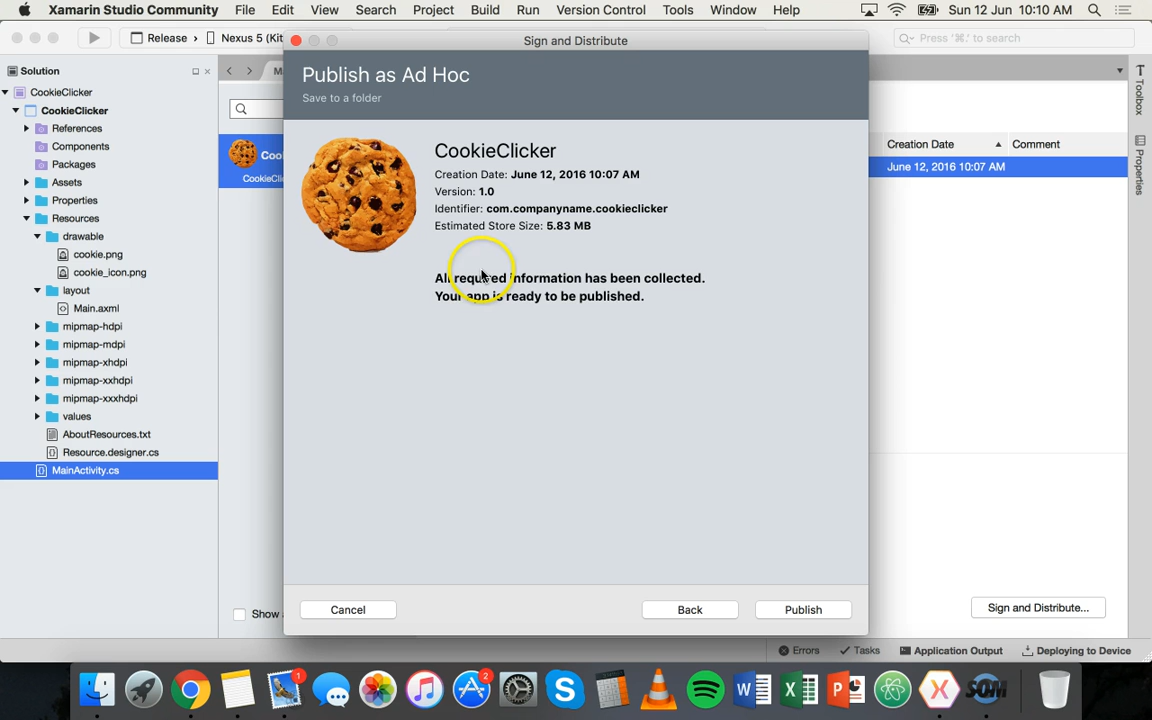 Xamarin Studio Community File Edit View Search Project Build Run Version Control Tools Window Help Sun 12 Jun 10:10 AM
Release > Nexus 5 (Kit
Sign and Distribute
Press '⌘.' to search
Solution
Publish as Ad Hoc
Save to a folder
CookieClicker
CookieClicker
References
Components
Packages
Assets
Properties
Resources
drawable
cookie.png
cookie_icon.png
layout
Main.axml
mipmap-hdpi
mipmap-mdpi
mipmap-xhdpi
mipmap-xxhdpi
mipmap-xxxhdpi
values
AboutResources.txt
Resource.designer.cs
MainActivity.cs
CookieClicker
Creation Date: June 12, 2016 10:07 AM
Version: 1.0
Identifier: com.companyname.cookieclicker
Estimated Store Size: 5.83 MB
All required information has been collected.
Your app is ready to be published.
Creation Date Comment
June 12, 2016 10:07 AM
Toolbox
Properties
Show
Cancel Back Publish
Sign and Distribute...
Errors Tasks Application Output Deploying to Device
1
2